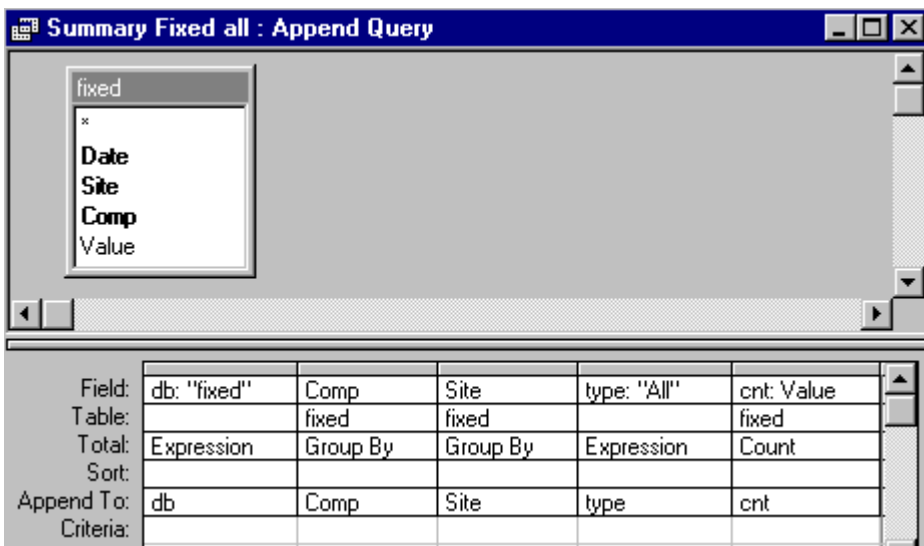 Summary Fixed all : Append Query
fixed
*
Date
Site
Comp
Value
Field: db: "fixed" Comp Site type: "All" cnt: Value
Table: fixed fixed fixed
Total: Expression Group By Group By Expression Count
Sort:
Append To: db Comp Site type cnt
Criteria: